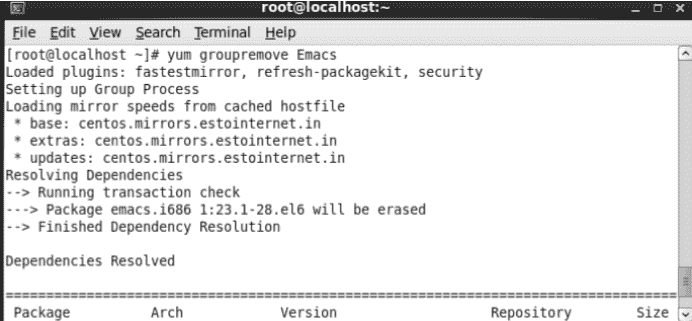 root@localhost:~
File Edit View Search Terminal Help
[root@localhost ~]# yum groupremove Emacs
Loaded plugins: fastestmirror, refresh-packagekit, security
Setting up Group Process
Loading mirror speeds from cached hostfile
 * base: centos.mirrors.estointernet.in
 * extras: centos.mirrors.estointernet.in
 * updates: centos.mirrors.estointernet.in
Resolving Dependencies
--> Running transaction check
---> Package emacs.i686 1:23.1-28.el6 will be erased
--> Finished Dependency Resolution
Dependencies Resolved
================================================================================
Package Arch Version Repository Size